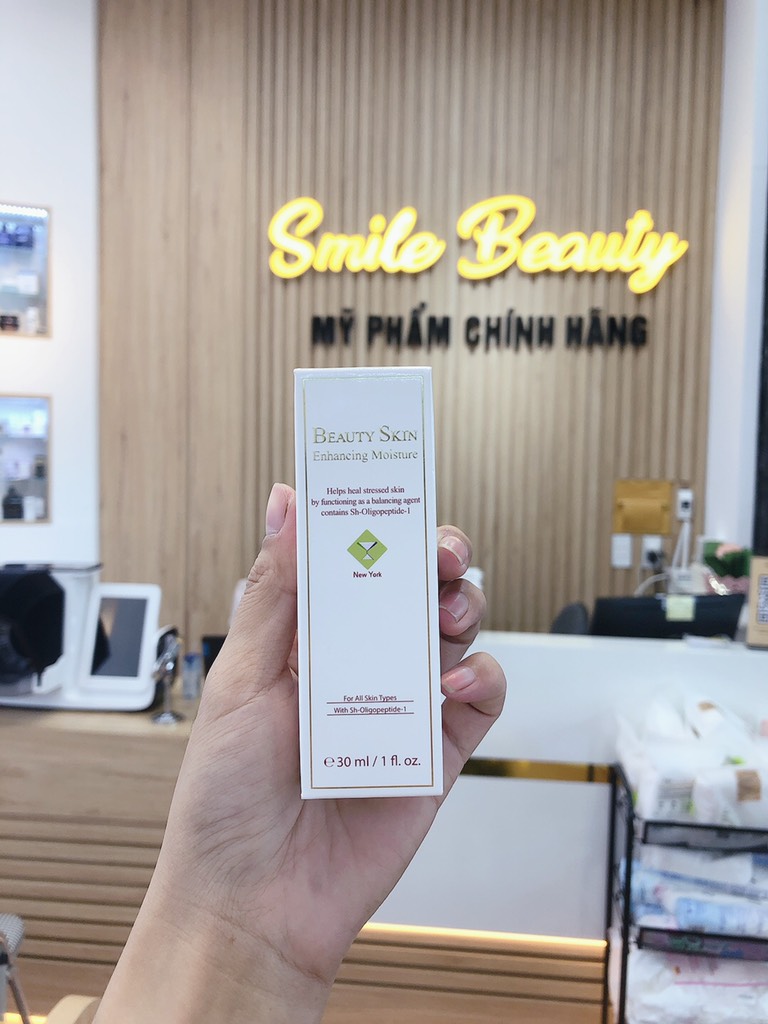 Smile Beauty
MỸ PHẨM CHÍNH HÃNG
BEAUTY SKIN
Enhancing Moisture
Helps heal stressed skin
by functioning as a balancing agent
contains Sh-Oligopeptide-1
New York
For All Skin Types
With Sh-Oligopeptide-1
℮ 30 ml / 1 fl. oz.